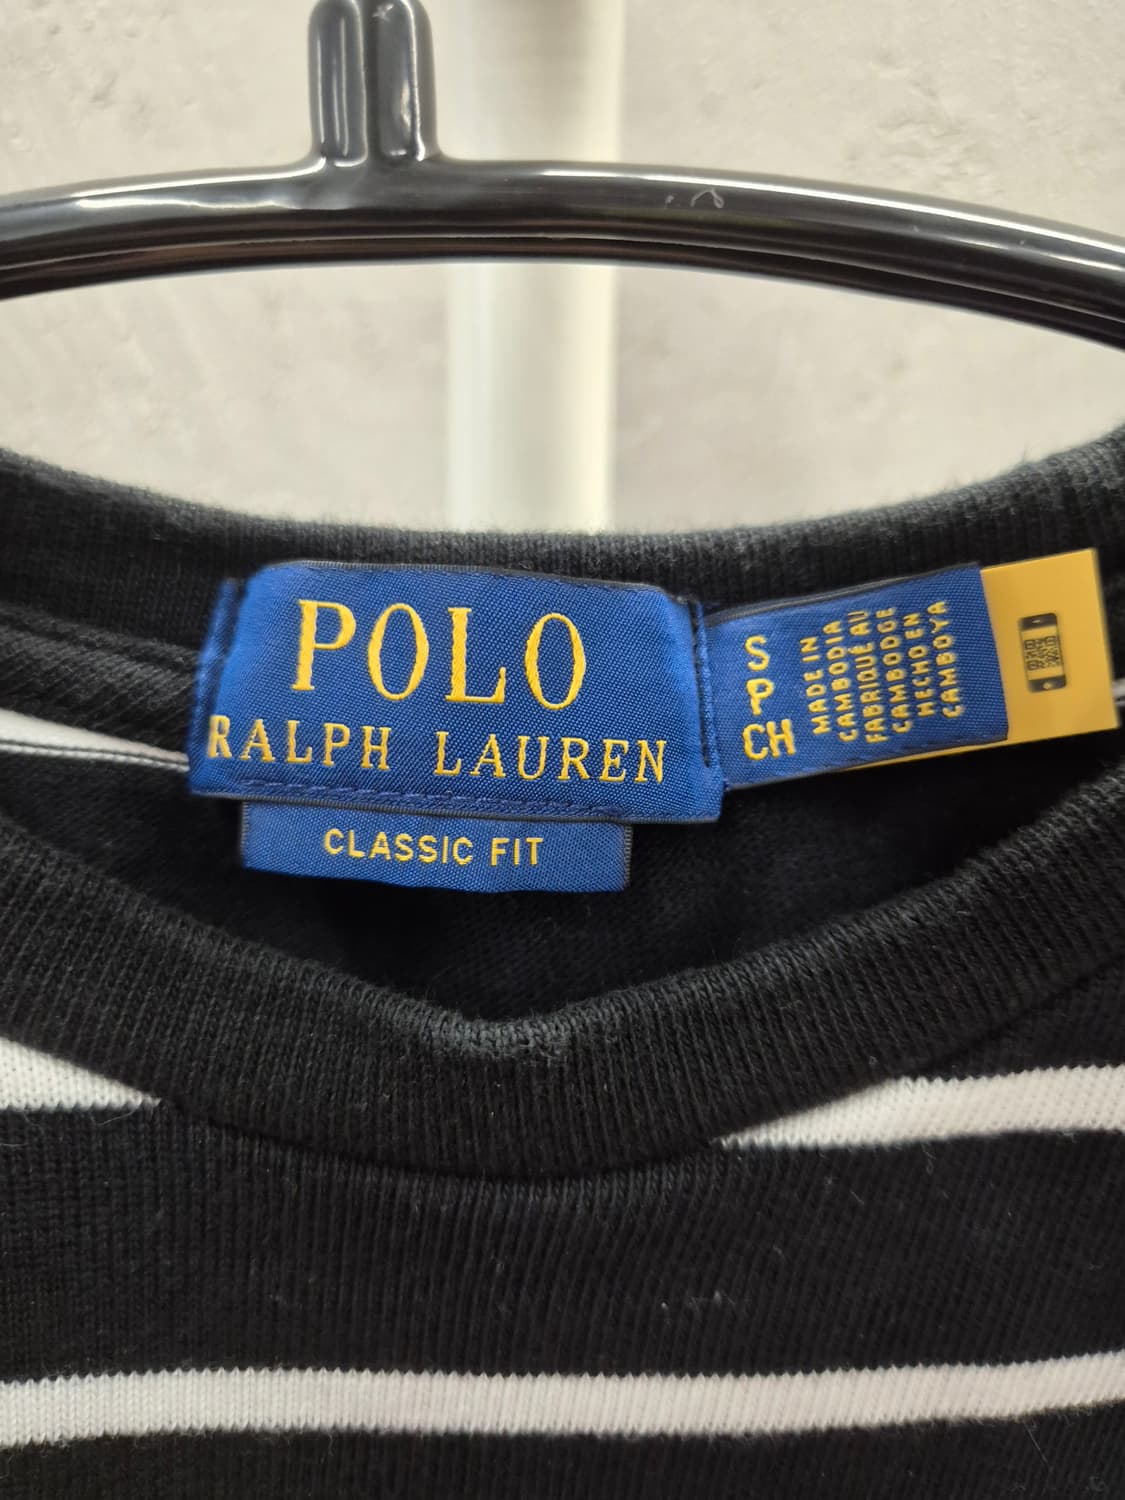 POLO
RALPH LAUREN
CLASSIC FIT
S
P
CH
MADE IN
CAMBODIA
FABRIQUÉ AU
CAMBODGE
HECHO EN
CAMBOYA